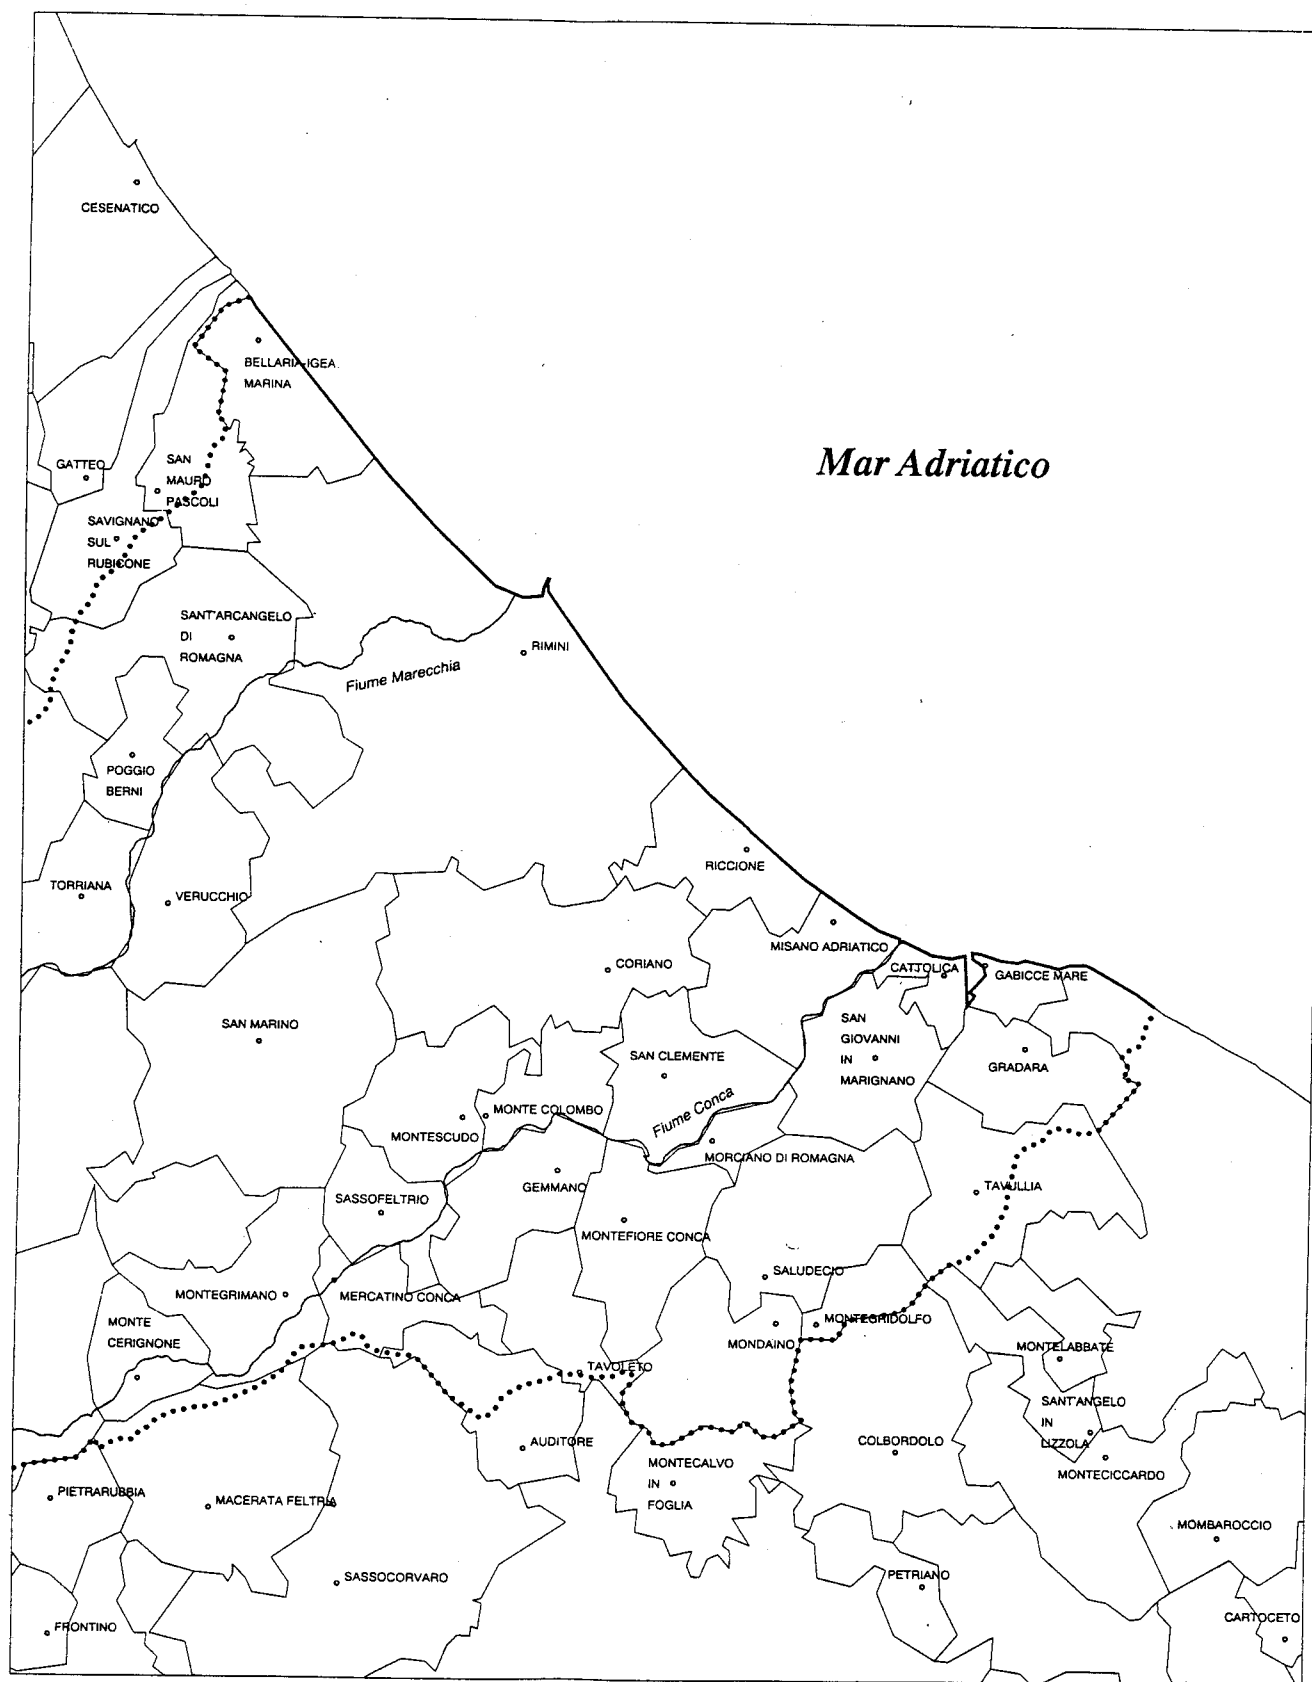 CESENATICO
BELLARIA-IGEA
MARINA
Mar Adriatico
GATTEO
SAN
MAURO
PASCOLI
SAVIGNANO
SUL
RUBICONE
SANT'ARCANGELO
DI
ROMAGNA
RIMINI
Fiume Marecchia
POGGIO
BERNI
RICCIONE
TORRIANA
VERUCCHIO
MISANO ADRIATICO
CORIANO
CATTOLICA
GABICCE MARE
SAN MARINO
SAN
GIOVANNI
IN
MARIGNANO
SAN CLEMENTE
GRADARA
Fiume Conca
MONTE COLOMBO
MONTESCUDO
MORCIANO DI ROMAGNA
GEMMANO
TAVULLIA
SASSOFELTRIO
MONTEFIORE CONCA
SALUDECIO
MONTEGRIMANO
MERCATINO CONCA
MONTE
CERIGNONE
MONDAINO
MONTEGRIDOLFO
MONTELABBATE
TAVOLETO
SANT'ANGELO
IN
LIZZOLA
AUDITORE
COLBORDOLO
MONTECALVO
IN
FOGLIA
MONTECICCARDO
PIETRARUBBIA
MACERATA FELTRIA
MOMBAROCCIO
SASSOCORVARO
PETRIANO
FRONTINO
CARTOCETO